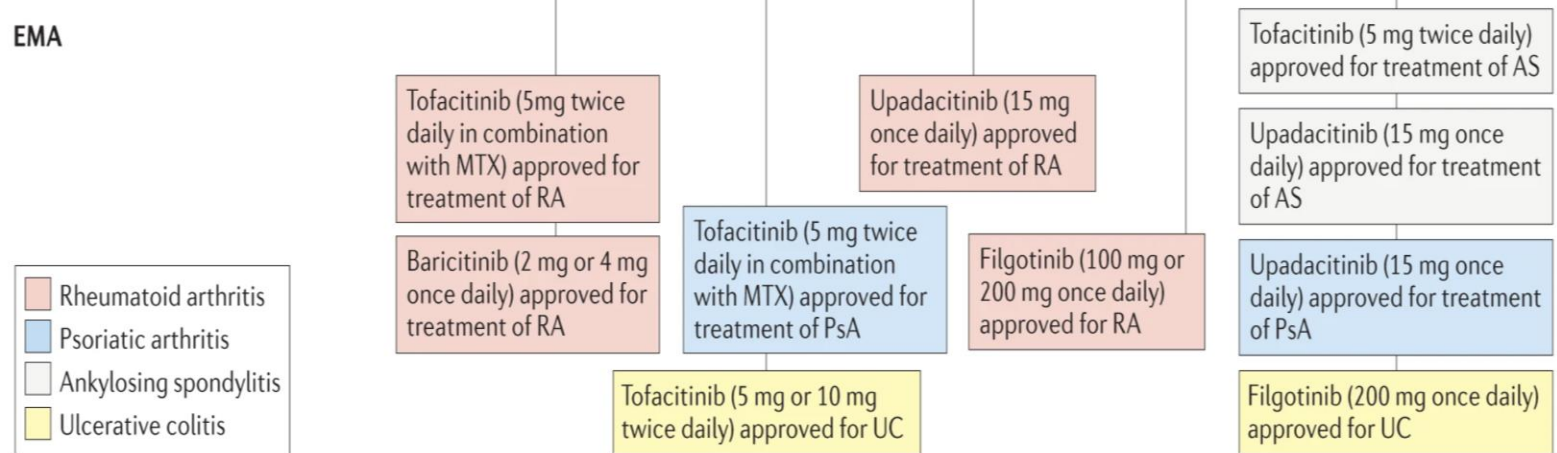 EMA
Tofacitinib (5mg twice
daily in combination
with MTX) approved for
treatment of RA
Baricitinib (2 mg or 4 mg
once daily) approved for
treatment of RA
Tofacitinib (5 mg twice
daily in combination
with MTX) approved for
treatment of PsA
Tofacitinib (5 mg or 10 mg
twice daily) approved for UC
Upadacitinib (15 mg
once daily) approved
for treatment of RA
Filgotinib (100 mg or
200 mg once daily)
approved for RA
Tofacitinib (5 mg twice daily)
approved for treatment of AS
Upadacitinib (15 mg once
daily) approved for treatment
of AS
Upadacitinib (15 mg once
daily) approved for treatment
of PsA
Filgotinib (200 mg once daily)
approved for UC
Rheumatoid arthritis
Psoriatic arthritis
Ankylosing spondylitis
Ulcerative colitis